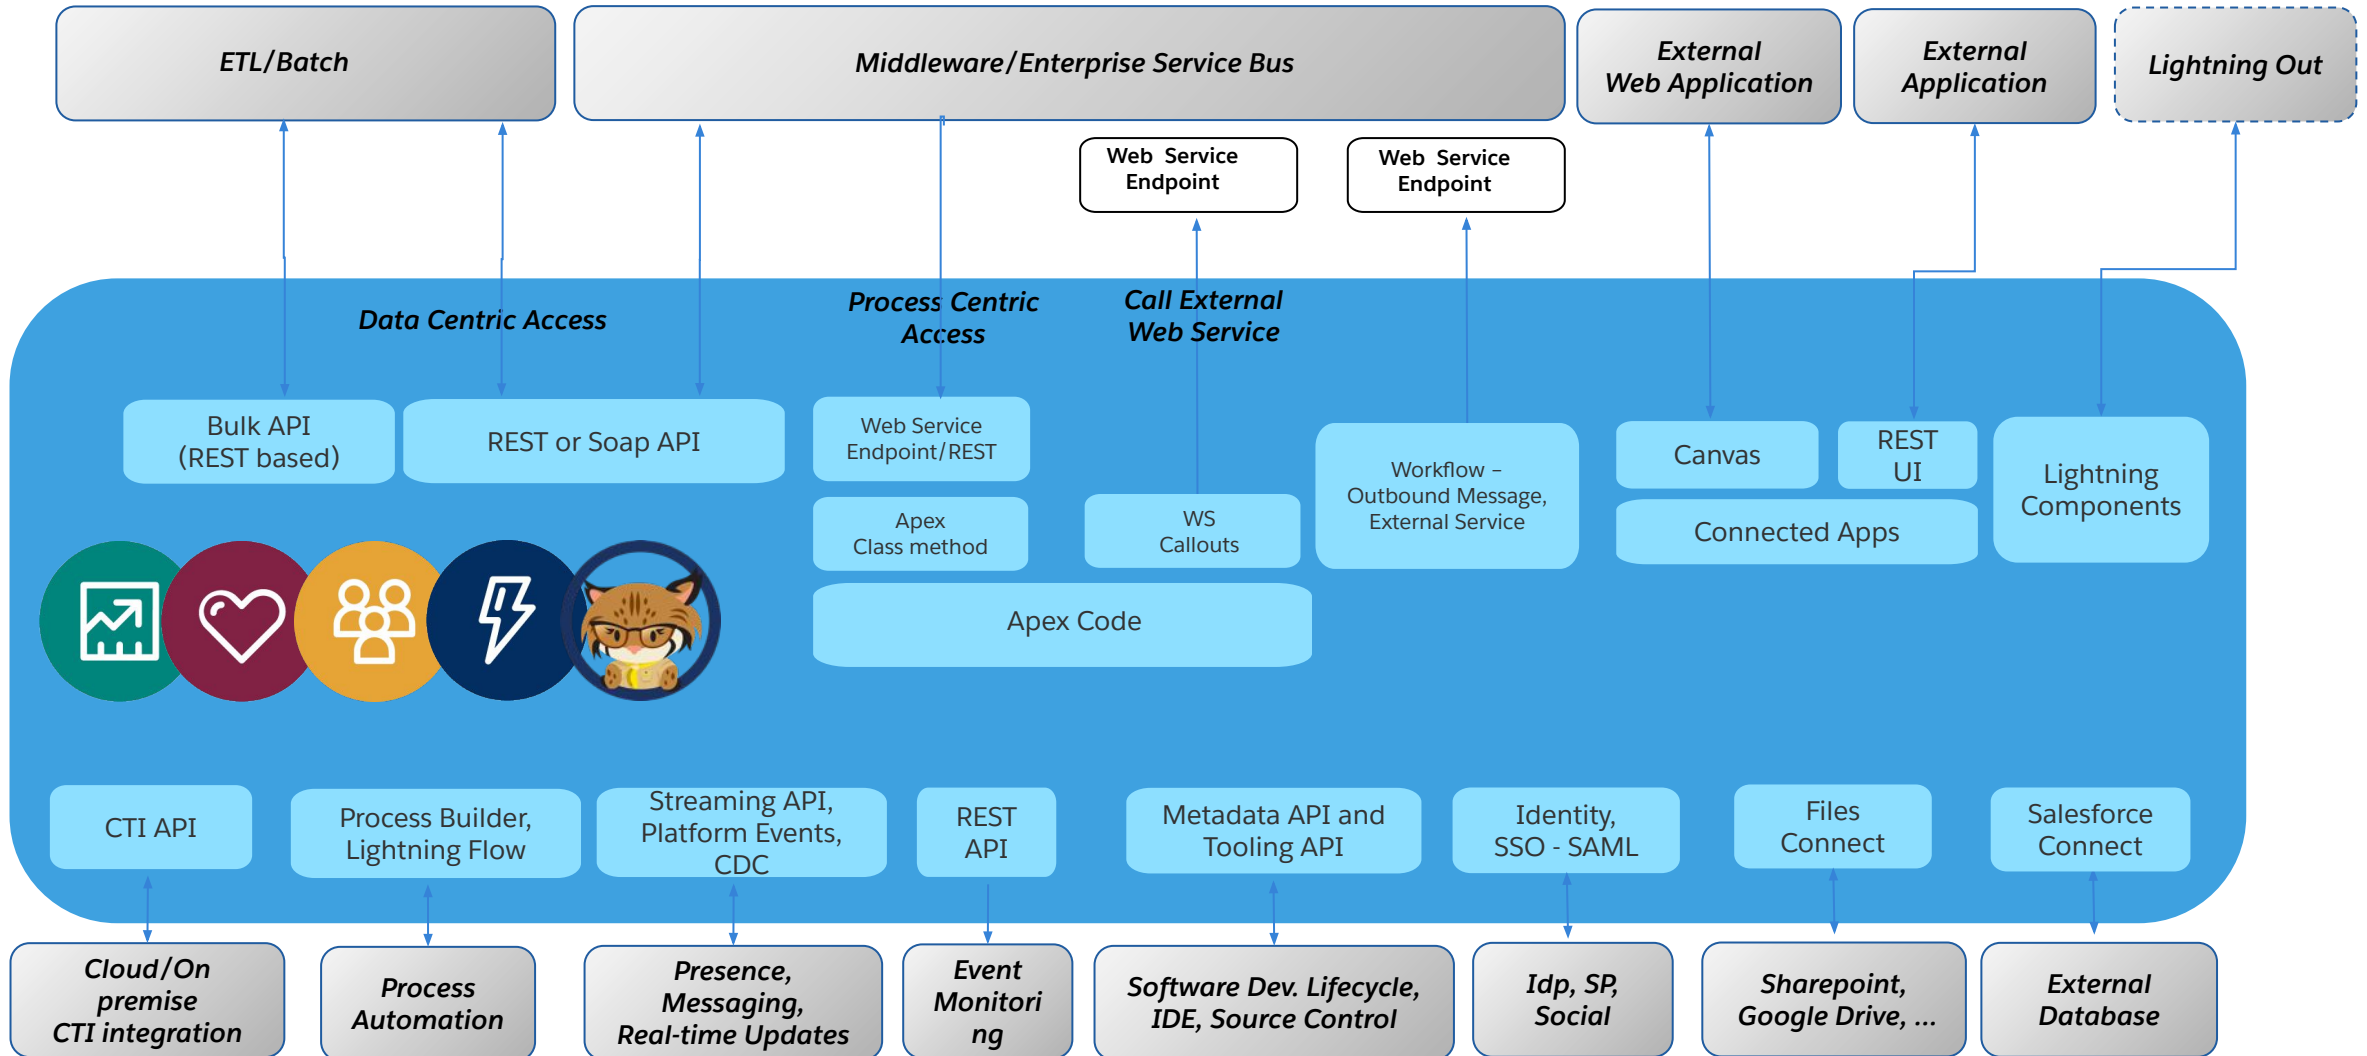 ETL/Batch
Middleware/Enterprise Service Bus
External
Web Application
External
Application
Lightning Out
Web Service
Endpoint
Web Service
Endpoint
Data Centric Access
Process Centric
Access
Call External
Web Service
Bulk API
(REST based)
REST or Soap API
Web Service
Endpoint/REST
Apex
Class method
WS
Callouts
Apex Code
Workflow –
Outbound Message,
External Service
Canvas
REST
UI
Connected Apps
Lightning
Components
CTI API
Process Builder,
Lightning Flow
Streaming API,
Platform Events,
CDC
REST
API
Metadata API and
Tooling API
Identity,
SSO - SAML
Files
Connect
Salesforce
Connect
Cloud/On
premise
CTI integration
Process
Automation
Presence,
Messaging,
Real-time Updates
Event
Monitori
ng
Software Dev. Lifecycle,
IDE, Source Control
Idp, SP,
Social
Sharepoint,
Google Drive, ...
External
Database